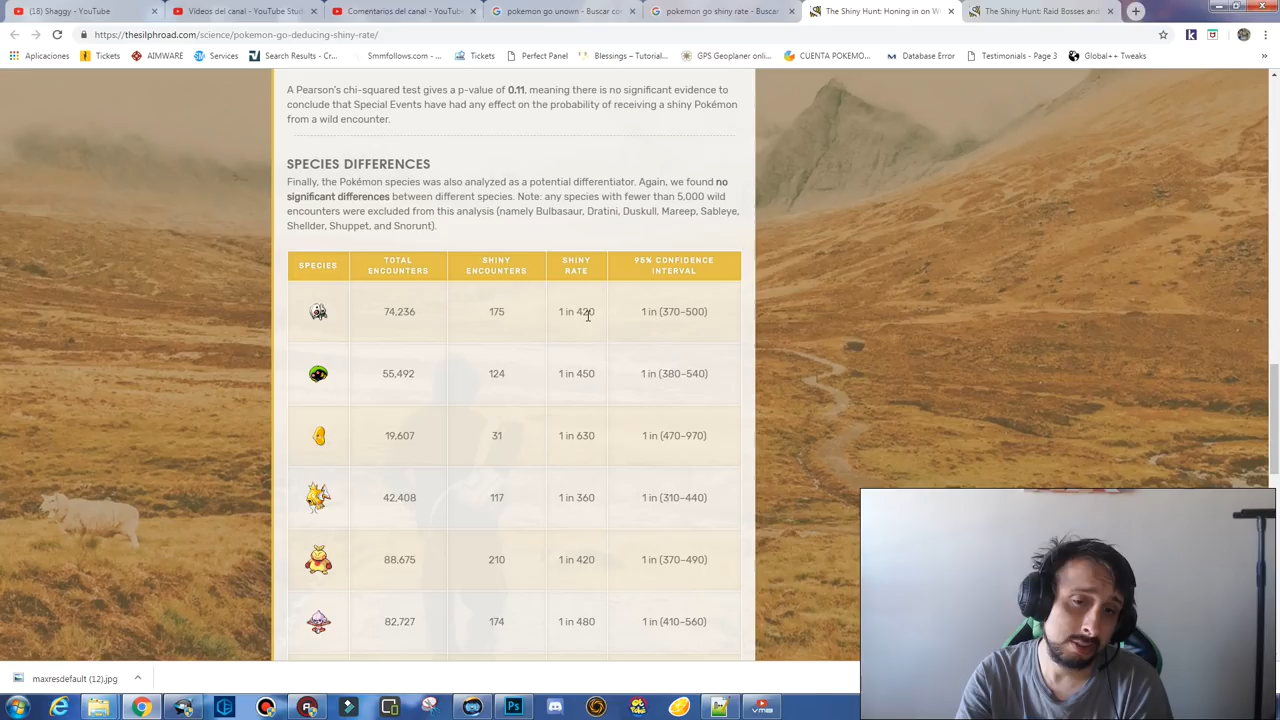 (18) Shaggy - YouTube
Vídeos del canal - YouTube Stud
Comentarios del canal - YouTub
pokemon go unown - Buscar co
pokemon go shiny rate - Busca
The Shiny Hunt: Honing in on W
The Shiny Hunt: Raid Bosses and
https://thesilphroad.com/science/pokemon-go-deducing-shiny-rate/
Aplicaciones
Tickets
AIMWARE
Services
Search Results - Cr...
Smmfollows.com - ...
Tickets
Perfect Panel
Blessings – Tutorial...
GPS Geoplaner onli...
CUENTA POKEMO...
Database Error
Testimonials - Page 3
Global++ Tweaks
»
A Pearson's chi-squared test gives a p-value of 0.11, meaning there is no significant evidence to
conclude that Special Events have had any effect on the probability of receiving a shiny Pokémon
from a wild encounter.
SPECIES DIFFERENCES
Finally, the Pokémon species was also analyzed as a potential differentiator. Again, we found no
significant differences between different species. Note: any species with fewer than 5,000 wild
encounters were excluded from this analysis (namely Bulbasaur, Dratini, Duskull, Mareep, Sableye,
Shellder, Shuppet, and Snorunt).
SPECIES
TOTAL
ENCOUNTERS
SHINY
ENCOUNTERS
SHINY
RATE
95% CONFIDENCE
INTERVAL
74,236 175 1 in 420 1 in (370–500)
55,492 124 1 in 450 1 in (380–540)
19,607 31 1 in 630 1 in (470–970)
42,408 117 1 in 360 1 in (310–440)
88,675 210 1 in 420 1 in (370–490)
82,727 174 1 in 480 1 in (410–560)
maxresdefault (12).jpg